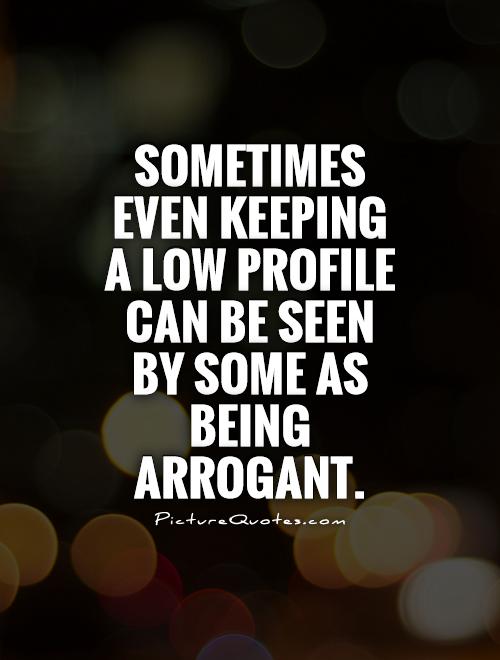 SOMETIMES
EVEN KEEPING
A LOW PROFILE
CAN BE SEEN
BY SOME AS
BEING
ARROGANT.
PictureQuotes.com